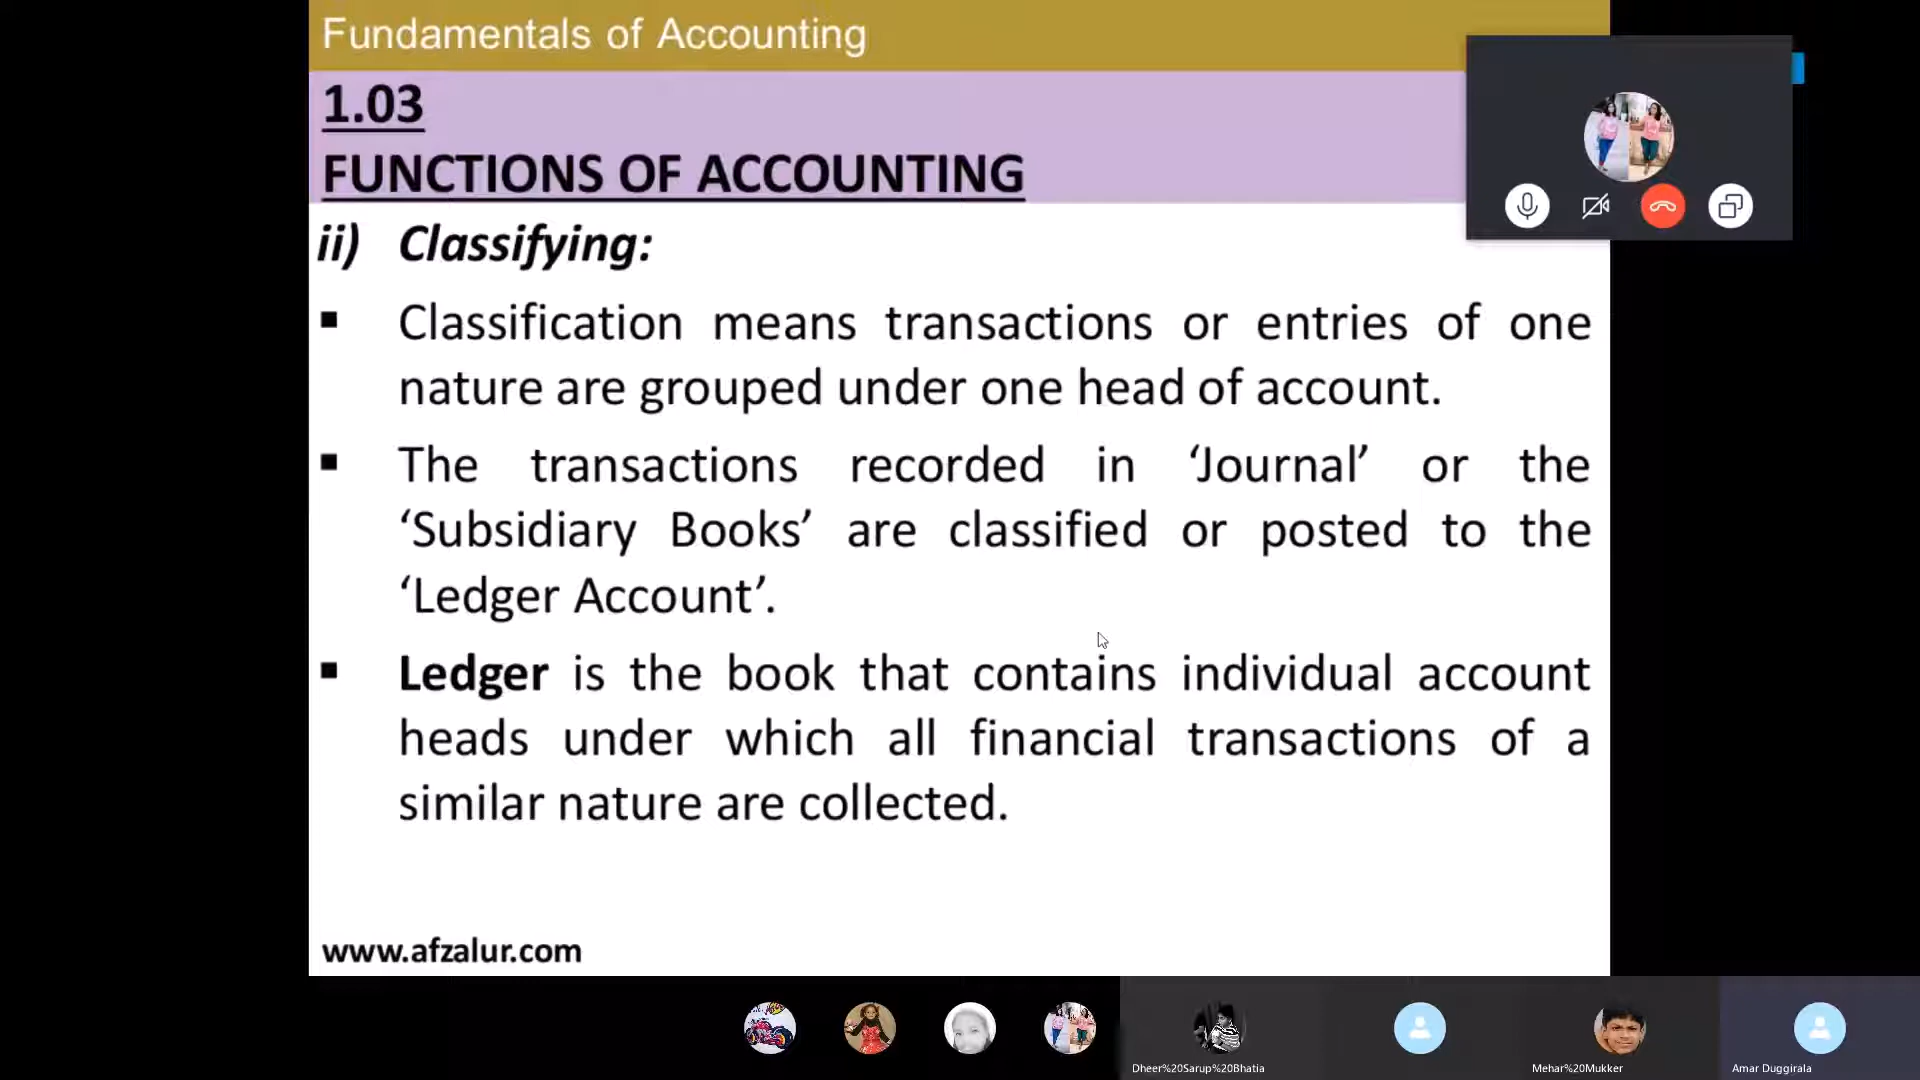 Fundamentals of Accounting
1.03
FUNCTIONS OF ACCOUNTING
ii) Classifying:
▪ Classification means transactions or entries of one
nature are grouped under one head of account.
▪ The transactions recorded in ‘Journal’ or the
‘Subsidiary Books’ are classified or posted to the
‘Ledger Account’.
▪ Ledger is the book that contains individual account
heads under which all financial transactions of a
similar nature are collected.
www.afzalur.com
Dheer%20Sarup%20Bhatia
Mehar%20Mukker
Amar Duggirala